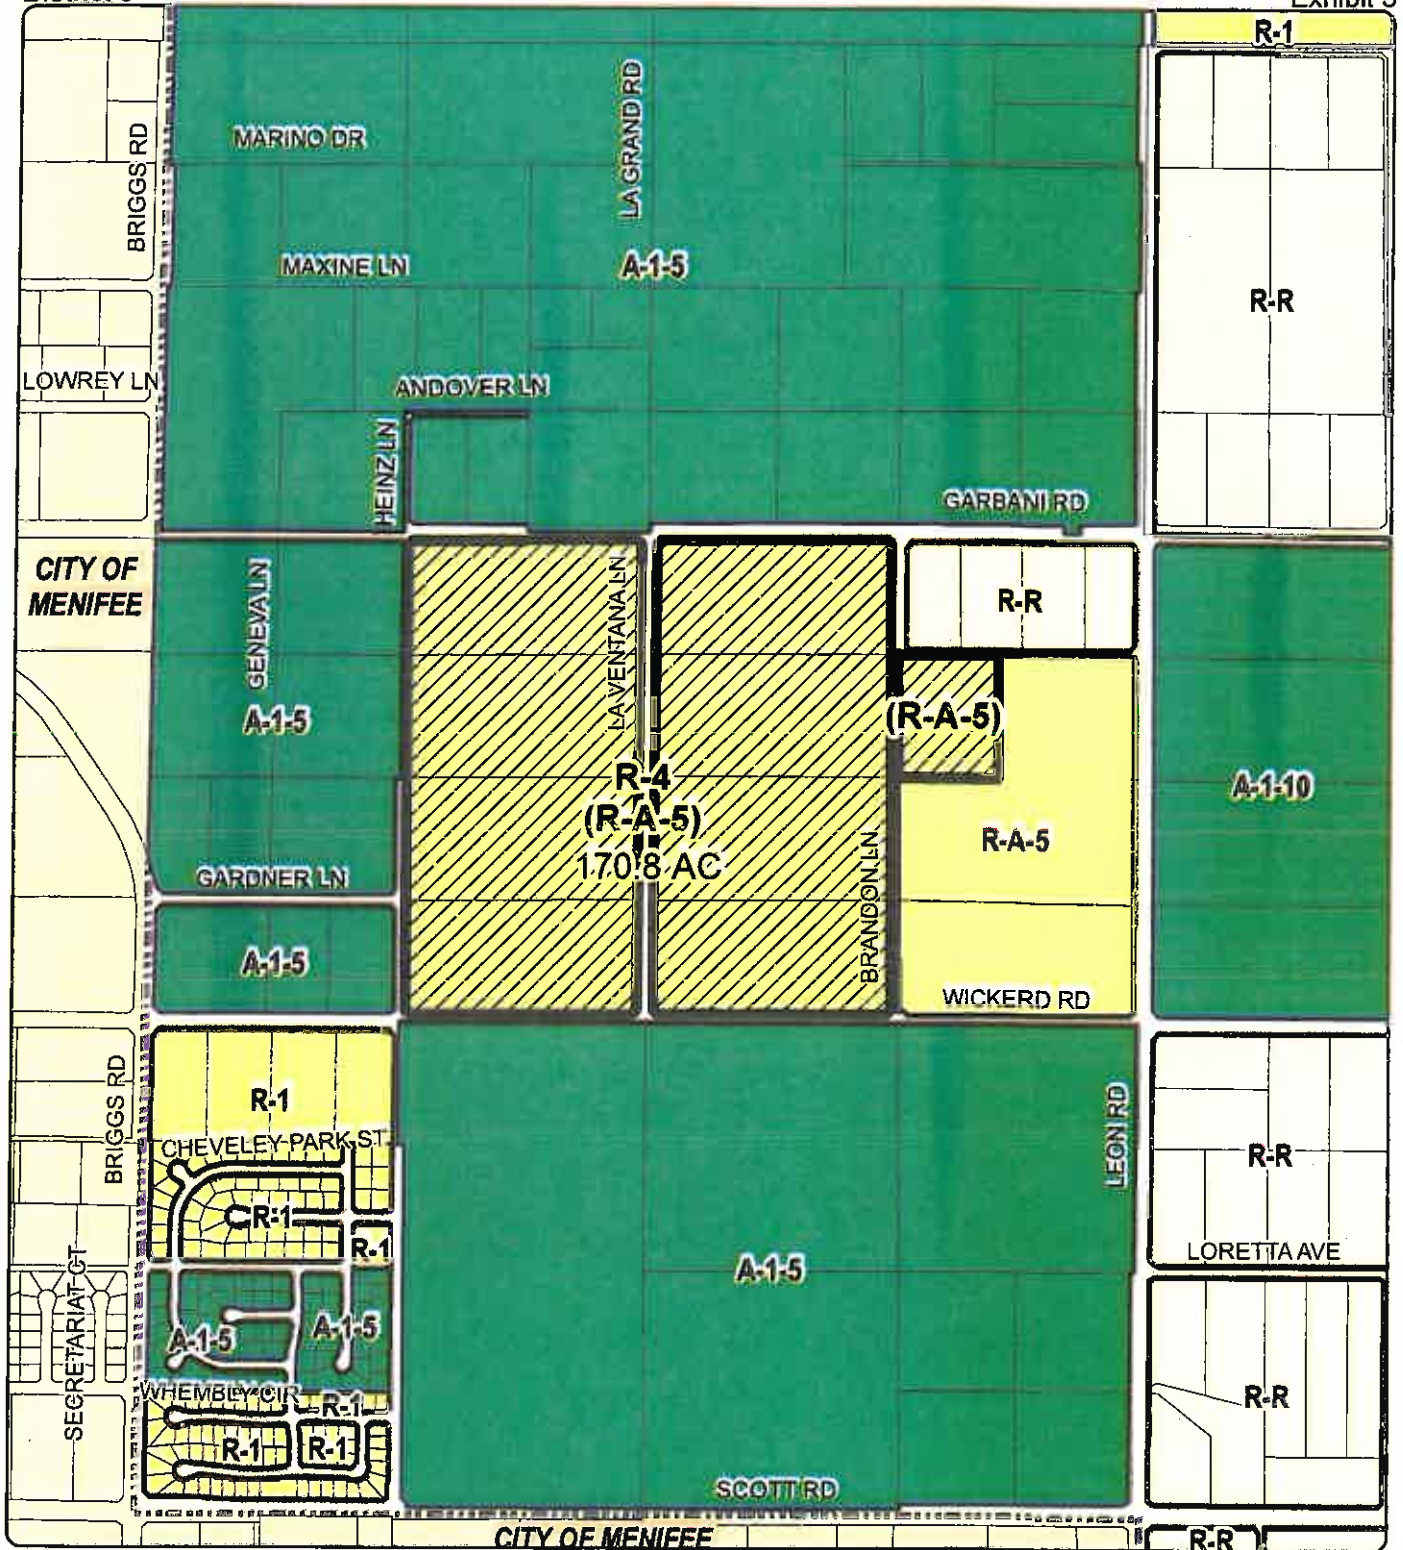 R-1
MARINO DR
LA GRAND RD
BRIGGS RD
MAXINE LN
A-1-5
R-R
LOWREY LN
ANDOVER LN
HEINZ LN
GARBANI RD
CITY OF
MENIFEE
GENEVA LN
LA VENTANA LN
R-R
A-1-5
(R-A-5)
R-4
(R-A-5)
170.8 AC
A-1-10
R-A-5
BRANDON LN
GARDNER LN
A-1-5
WICKERD RD
BRIGGS RD
R-1
CHEVELEY PARK ST
LEON RD
R-R
R-1
R-1
LORETTA AVE
SECRETARIAT CT
A-1-5
A-1-5
A-1-5
WHEMBLY CIR
R-1
R-R
R-1
R-1
SCOTT RD
CITY OF MENIFEE
R-R